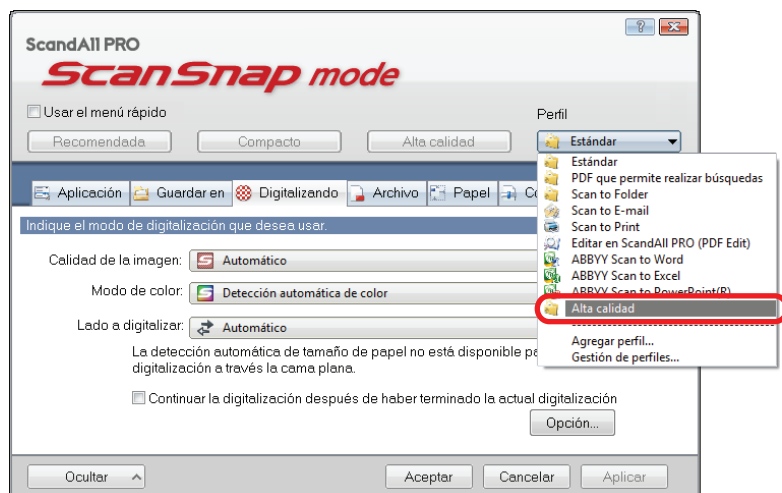 ScandAll PRO
ScanSnap mode
Usar el menú rápido
Perfil
Recomendada
Compacto
Alta calidad
Estándar
Estándar
PDF que permite realizar búsquedas
Scan to Folder
Scan to E-mail
Scan to Print
Editar en ScandAll PRO (PDF Edit)
ABBYY Scan to Word
ABBYY Scan to Excel
ABBYY Scan to PowerPoint(R)
Alta calidad
Agregar perfil...
Gestión de perfiles...
Aplicación
Guardar en
Digitalizando
Archivo
Papel
Indique el modo de digitalización que desea usar.
Calidad de la imagen:
Automático
Modo de color:
Detección automática de color
Lado a digitalizar:
Automático
La detección automática de tamaño de papel no está disponible
digitalización a través la cama plana.
Continuar la digitalización después de haber terminado la actual digitalización
Opción...
Ocultar
Aceptar
Cancelar
Aplicar